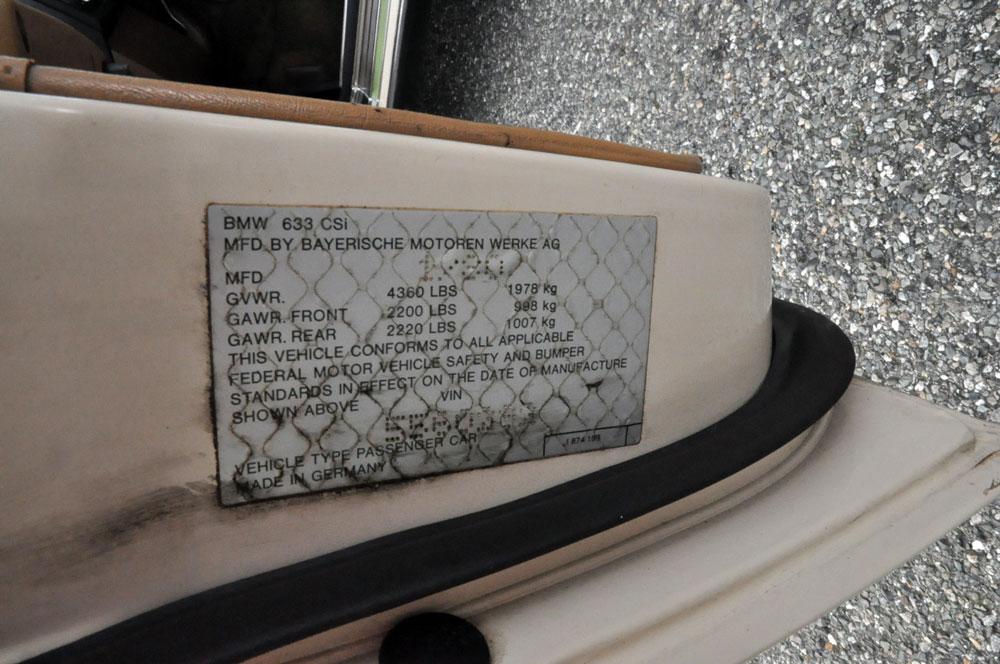 BMW 633 CSi
MFD BY BAYERISCHE MOTOREN WERKE AG
MFD
GVWR. 4360 LBS 1978 kg
GAWR. FRONT 2200 LBS 998 kg
GAWR. REAR 2220 LBS 1007 kg
THIS VEHICLE CONFORMS TO ALL APPLICABLE
FEDERAL MOTOR VEHICLE SAFETY AND BUMPER
STANDARDS IN EFFECT ON THE DATE OF MANUFACTURE
SHOWN ABOVE VIN
VEHICLE TYPE PASSENGER CAR
MADE IN GERMANY
1 874 199